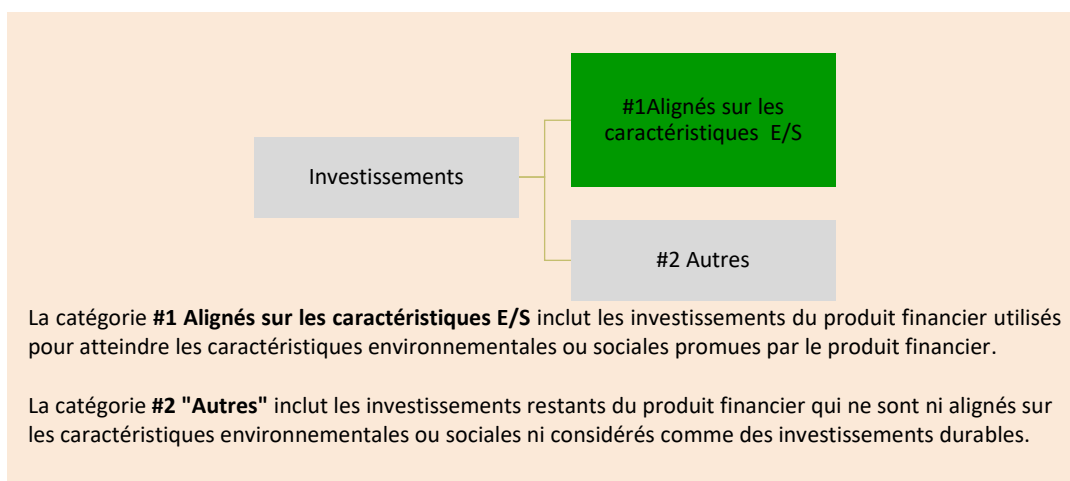 #1Alignés sur les
caractéristiques E/S
Investissements
#2 Autres
La catégorie #1 Alignés sur les caractéristiques E/S inclut les investissements du produit financier utilisés
pour atteindre les caractéristiques environnementales ou sociales promues par le produit financier.
La catégorie #2 "Autres" inclut les investissements restants du produit financier qui ne sont ni alignés sur
les caractéristiques environnementales ou sociales ni considérés comme des investissements durables.